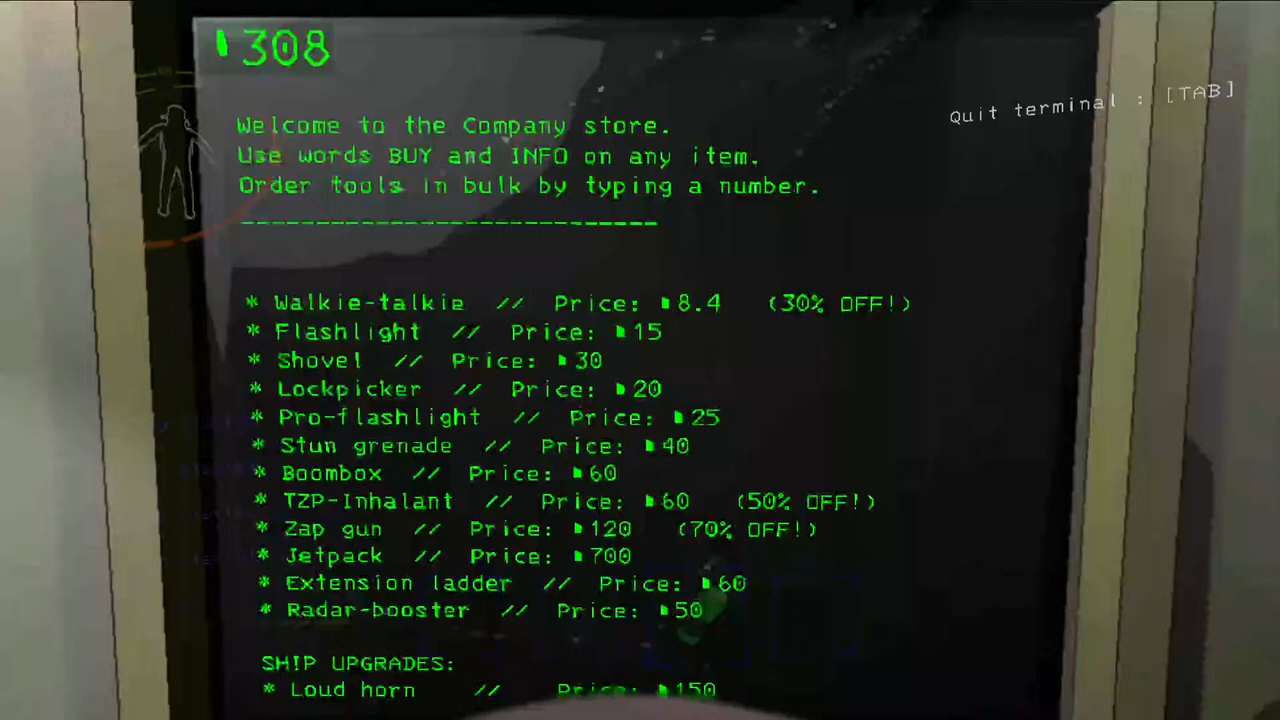 308
Quit terminal : [TAB]
Welcome to the Company store.
Use words BUY and INFO on any item.
Order tools in bulk by typing a number.
----------------------------
* Walkie-talkie // Price: ▮8.4 (30% OFF!)
* Flashlight // Price: ▮15
* Shovel // Price: ▮30
* Lockpicker // Price: ▮20
* Pro-flashlight // Price: ▮25
* Stun grenade // Price: ▮40
* Boombox // Price: ▮60
* TZP-Inhalant // Price: ▮60 (50% OFF!)
* Zap gun // Price: ▮120 (70% OFF!)
* Jetpack // Price: ▮700
* Extension ladder // Price: ▮60
* Radar-booster // Price: ▮50
SHIP UPGRADES:
* Loud horn // Price: ▮150